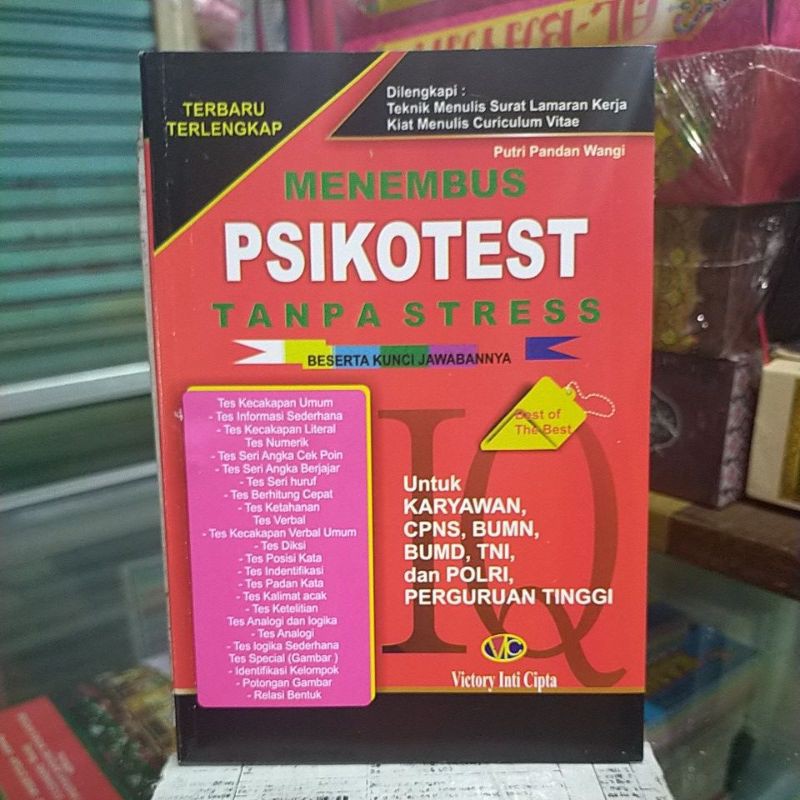 AL-BAYAN
TERBARU
TERLENGKAP
Dilengkapi :
Teknik Menulis Surat Lamaran Kerja
Kiat Menulis Curiculum Vitae
Putri Pandan Wangi
MENEMBUS
PSIKOTEST
TANPA STRESS
BESERTA KUNCI JAWABANNYA
Tes Kecakapan Umum
- Tes Informasi Sederhana
- Tes Kecakapan Literal
Tes Numerik
- Tes Seri Angka Cek Poin
- Tes Seri Angka Berjajar
- Tes Seri huruf
- Tes Berhitung Cepat
- Tes Ketahanan
Tes Verbal
- Tes Kecakapan Verbal Umum
- Tes Diksi
- Tes Posisi Kata
- Tes Indentifikasi
- Tes Padan Kata
- Tes Kalimat acak
- Tes Ketelitian
Tes Analogi dan logika
- Tes Analogi
- Tes logika Sederhana
Tes Special (Gambar )
- Identifikasi Kelompok
- Potongan Gambar
- Relasi Bentuk
IQ
Best of
The Best
Untuk
KARYAWAN,
CPNS, BUMN,
BUMD, TNI,
dan POLRI,
PERGURUAN TINGGI
VIC
Victory Inti Cipta